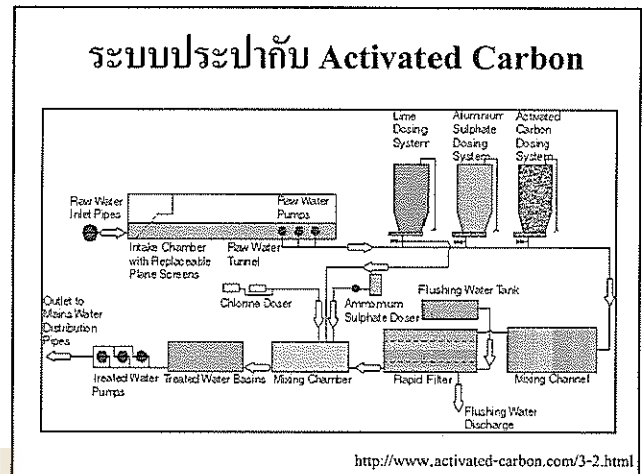 ระบบประปากับ Activated Carbon
Lime
Dosing
System
Aluminium
Sulphate
Dosing
System
Activated
Carbon
Dosing
System
Raw Water
Inlet Pipes
Raw Water
Pumps
Intake Chamber
with Replaceable
Plane Screens
Raw Water
Tunnel
Chlorine Doser
Ammonium
Sulphate Doser
Flushing Water Tank
Outlet to
Mains Water
Distribution
Pipes
Treated Water
Pumps
Treated Water Basins
Mixing Chamber
Rapid Filter
Mixing Channel
Flushing Water
Discharge
http://www.activated-carbon.com/3-2.html